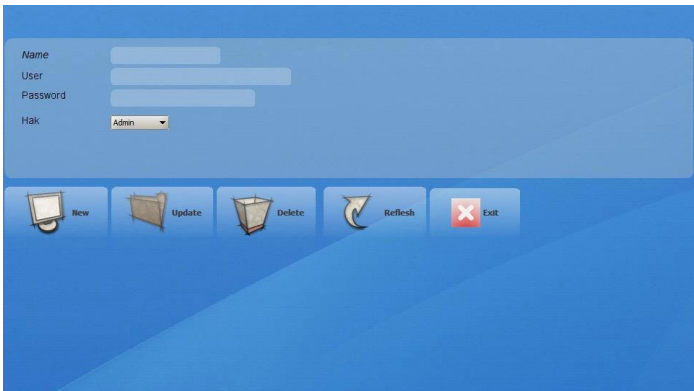 Name
User
Password
Hak
Admin
New
Update
Delete
Reflesh
Exit